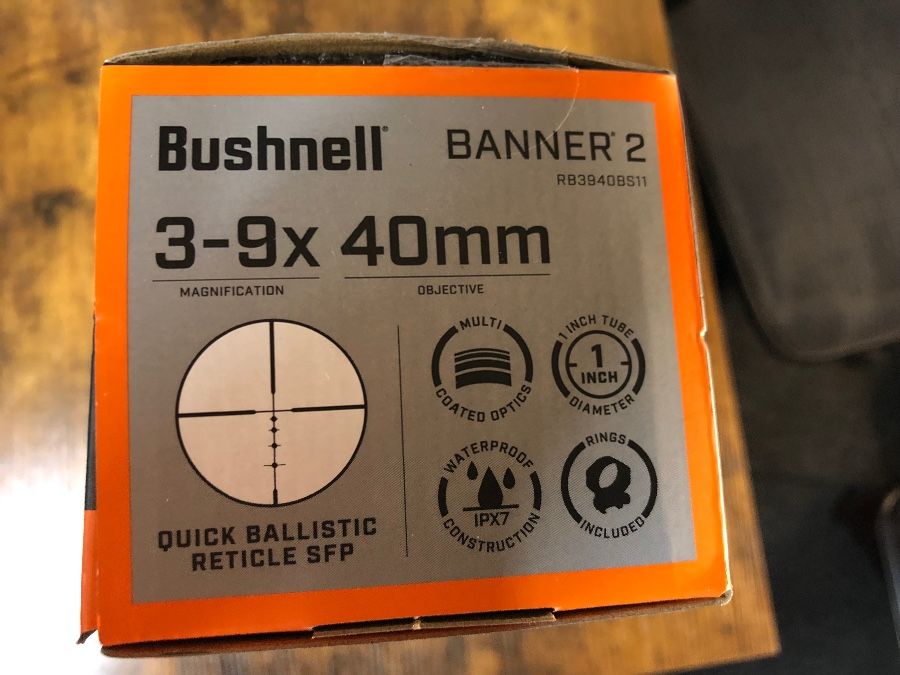 Bushnell®
BANNER® 2
RB3940BS11
3-9x 40mm
MAGNIFICATION
OBJECTIVE
MULTI
COATED OPTICS
1 INCH TUBE
1
INCH
DIAMETER
WATERPROOF
IPX7
CONSTRUCTION
RINGS
INCLUDED
QUICK BALLISTIC
RETICLE SFP